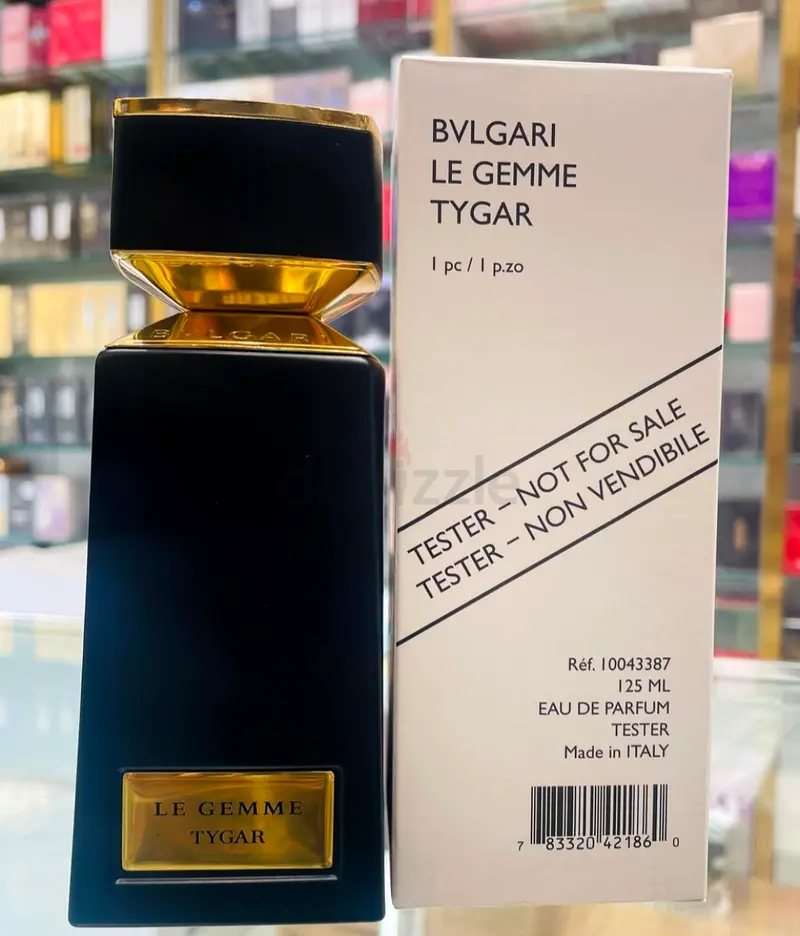 BVLGARI
LE GEMME
TYGAR
1 pc / 1 p.zo
TESTER – NOT FOR SALE
TESTER – NON VENDIBILE
Réf. 10043387
125 ML
EAU DE PARFUM
TESTER
Made in ITALY
7 83320 42186 0
BVLGARI
LE GEMME
TYGAR
dubizzle